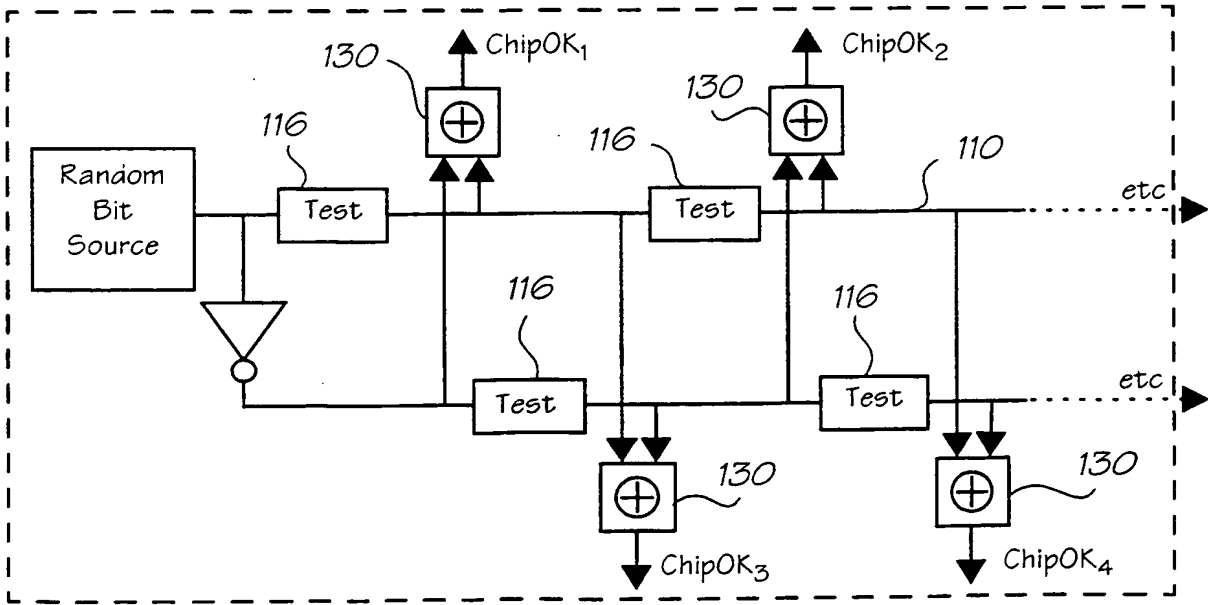 ChipOK₁
ChipOK₂
130
130
116
116
110
Random
Bit
Source
Test
Test
etc
116
116
etc
Test
Test
130
130
ChipOK₃
ChipOK₄